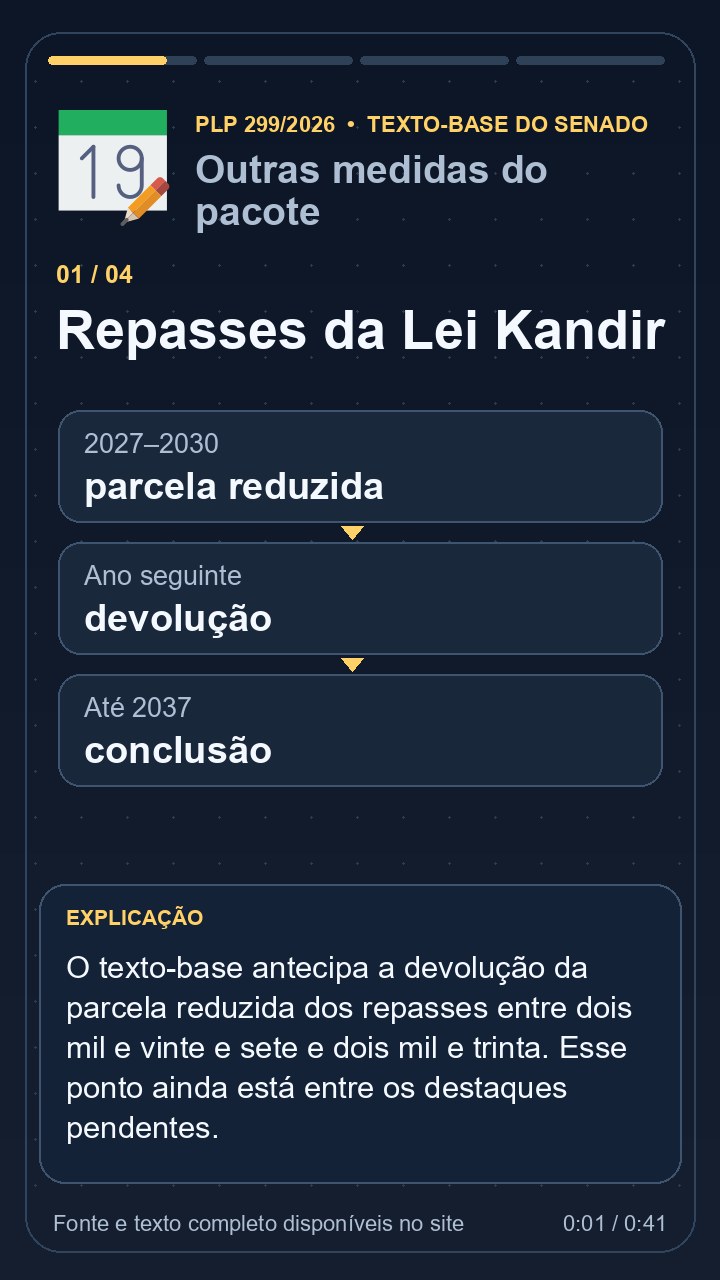 19
PLP 299/2026 • TEXTO-BASE DO SENADO
Outras medidas do
pacote
01 / 04
Repasses da Lei Kandir
2027–2030
parcela reduzida
Ano seguinte
devolução
Até 2037
conclusão
EXPLICAÇÃO
O texto-base antecipa a devolução da
parcela reduzida dos repasses entre dois
mil e vinte e sete e dois mil e trinta. Esse
ponto ainda está entre os destaques
pendentes.
Fonte e texto completo disponíveis no site
0:01 / 0:41